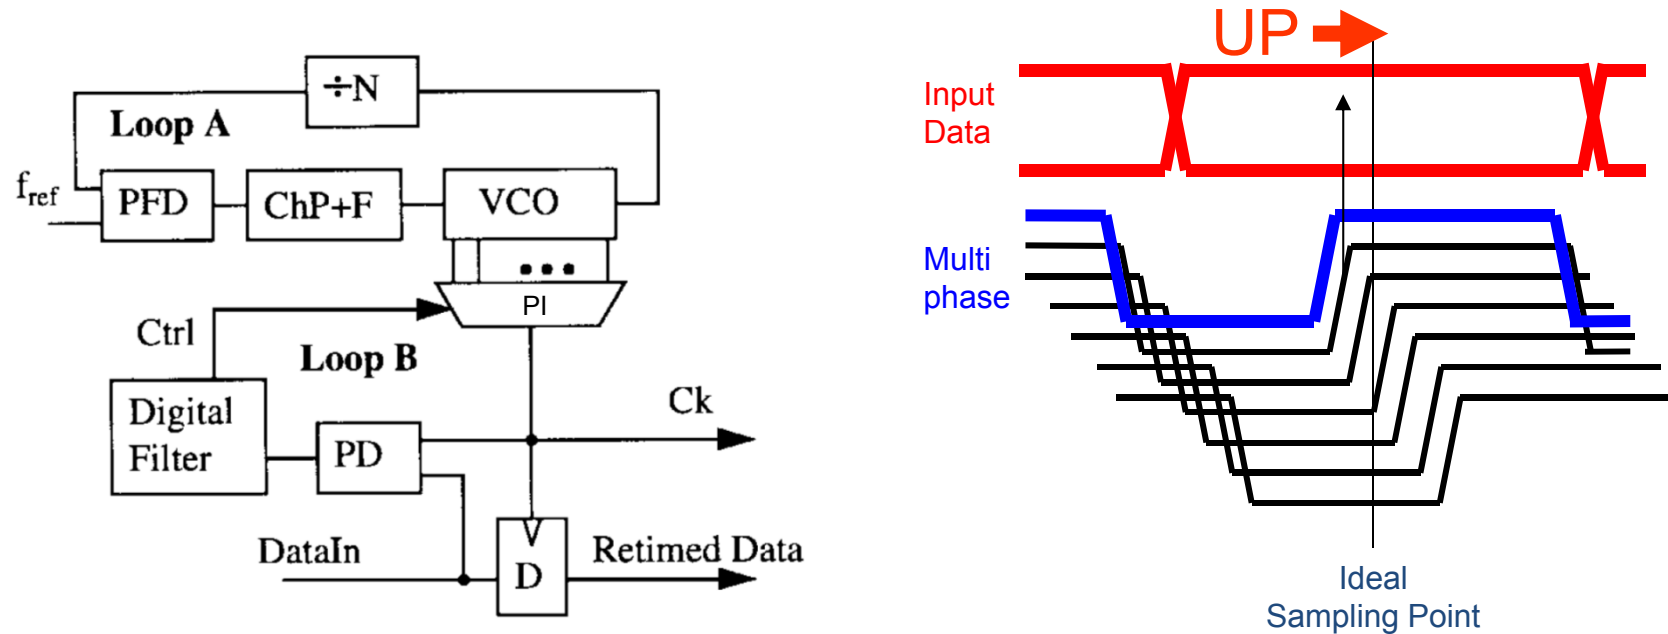 ÷N
Loop A
f_ref
PFD
ChP+F
VCO
PI
Ctrl
Loop B
Digital
Filter
PD
Ck
DataIn
D
Retimed Data
UP
Input
Data
Multi
phase
Ideal
Sampling Point